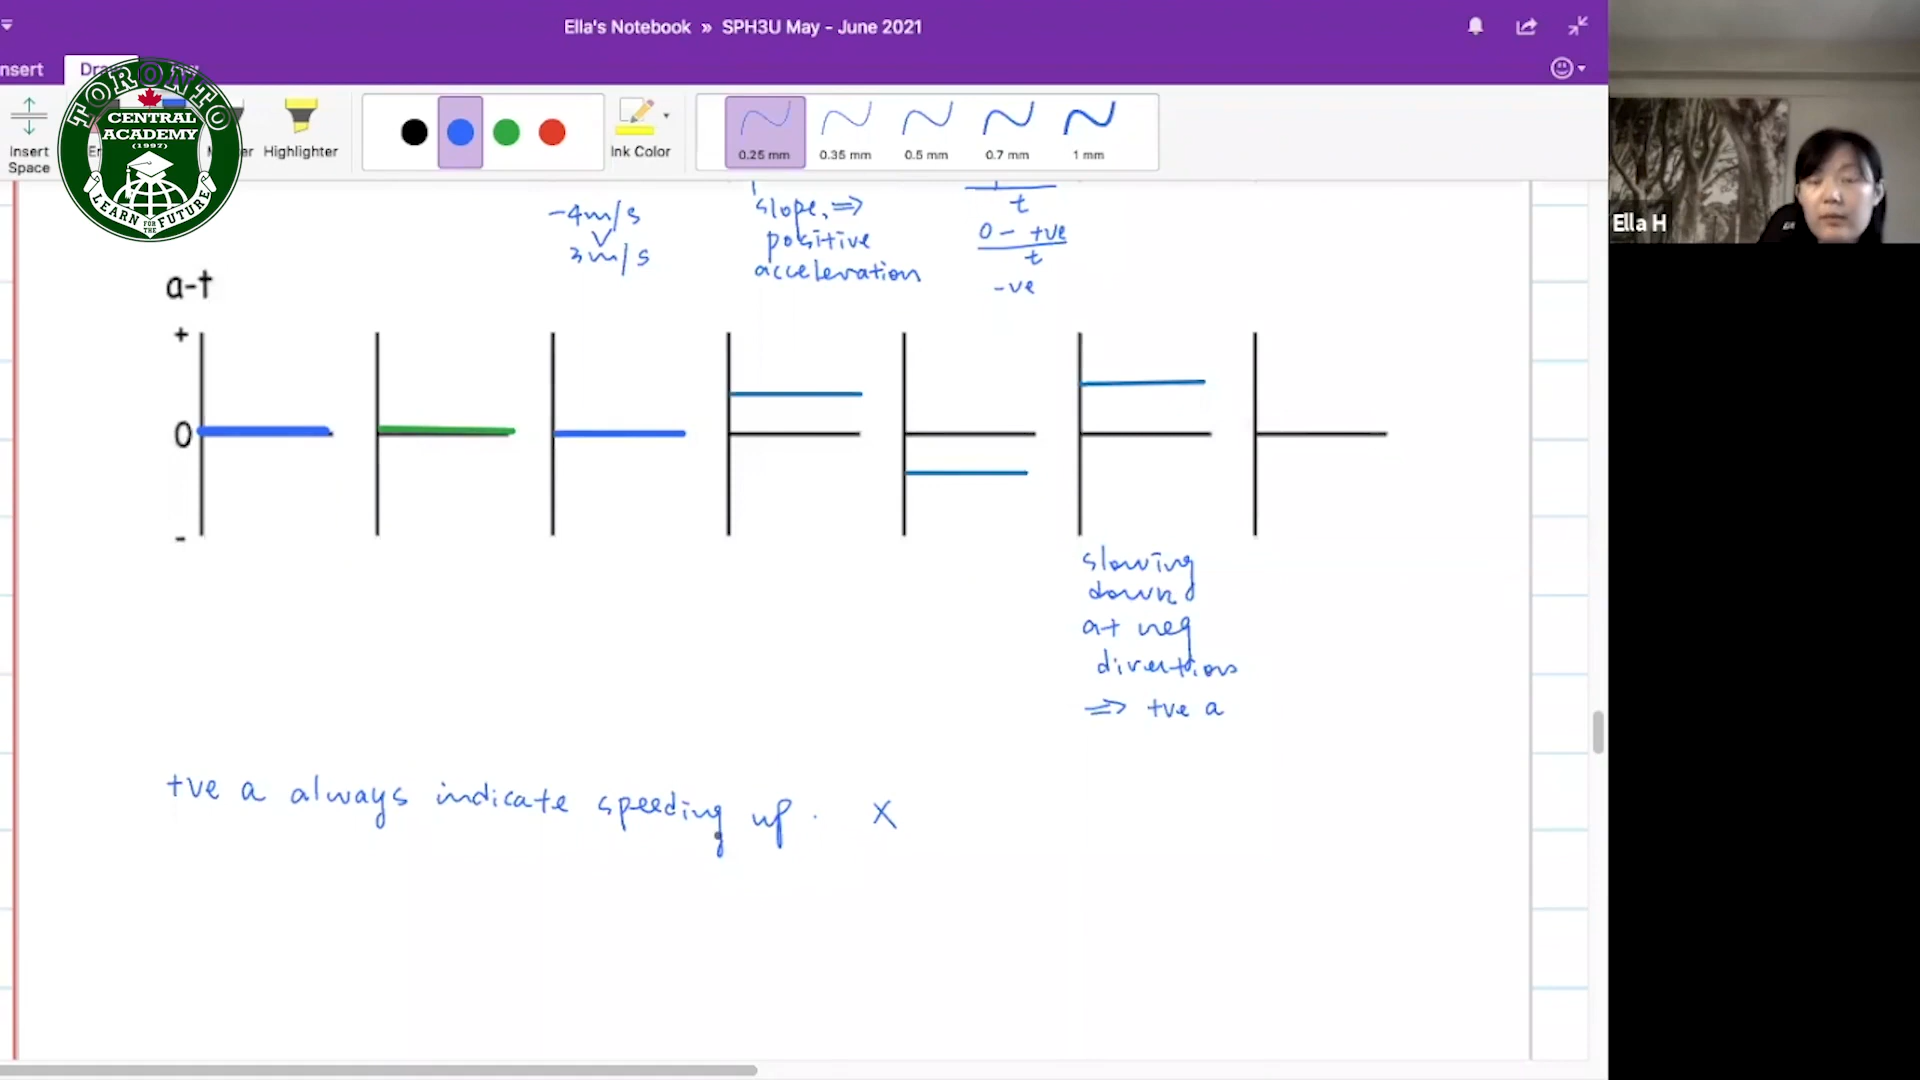 Ella's Notebook » SPH3U May - June 2021
nsert
Insert
Space
Highlighter
Ink Color
0.25 mm
0.35 mm
0.5 mm
0.7 mm
1 mm
TORONTO
CENTRAL
ACADEMY
(1997)
LEARN FOR THE FUTURE
Ella H
-4m/s
3m/s
slope, ⇒
positive
acceleration
t
0 - +ve
t
-ve
a-t
+
0
-
slowing
down
at neg
directions
⇒ +ve a
+ve a always indicate speeding up. X